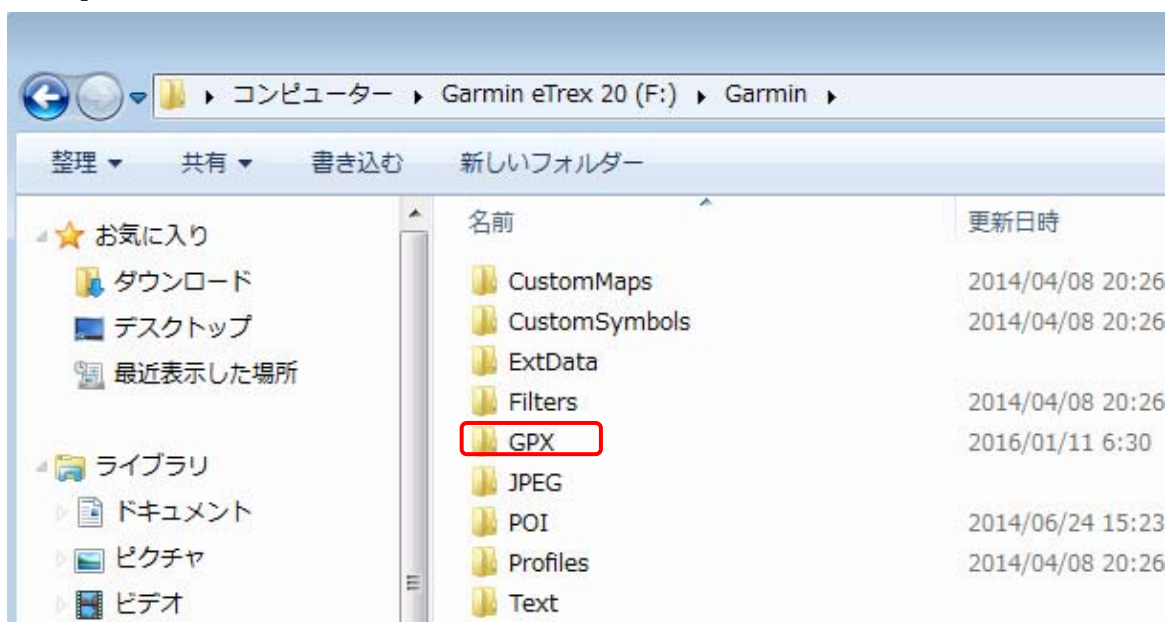 コンピューター ▸ Garmin eTrex 20 (F:) ▸ Garmin ▸
整理 ▼ 共有 ▼ 書き込む 新しいフォルダー
お気に入り
ダウンロード
デスクトップ
最近表示した場所
ライブラリ
ドキュメント
ピクチャ
ビデオ
名前 更新日時
CustomMaps 2014/04/08 20:26
CustomSymbols 2014/04/08 20:26
ExtData
Filters 2014/04/08 20:26
GPX 2016/01/11 6:30
JPEG
POI 2014/06/24 15:23
Profiles 2014/04/08 20:26
Text